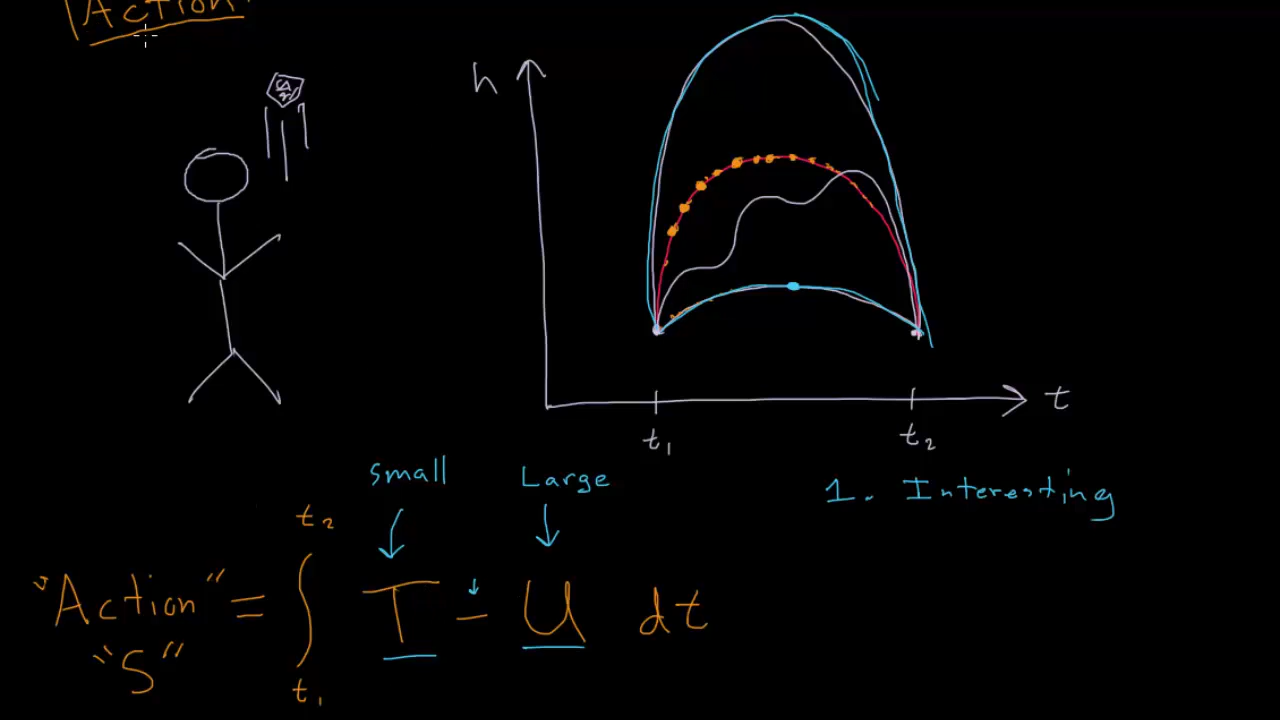 Action
h
t
t₁
t₂
Small
Large
1. Interesting
t₂
"Action" = ∫ T - U dt
"S"
t₁